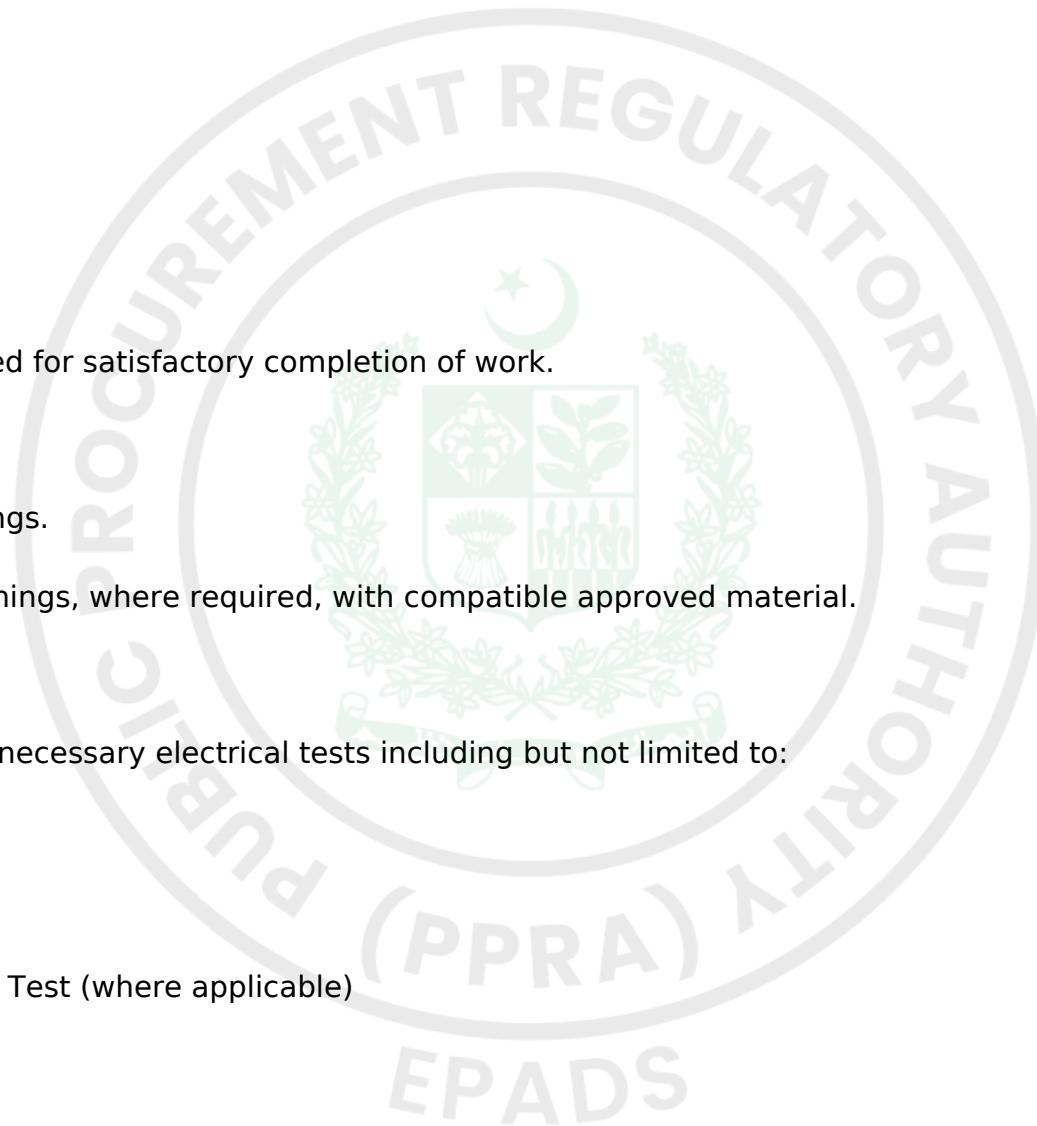 ed for satisfactory completion of work.
ngs.
nings, where required, with compatible approved material.
necessary electrical tests including but not limited to:
Test (where applicable)
PUBLIC PROCUREMENT REGULATORY AUTHORITY
(PPRA)
EPADS